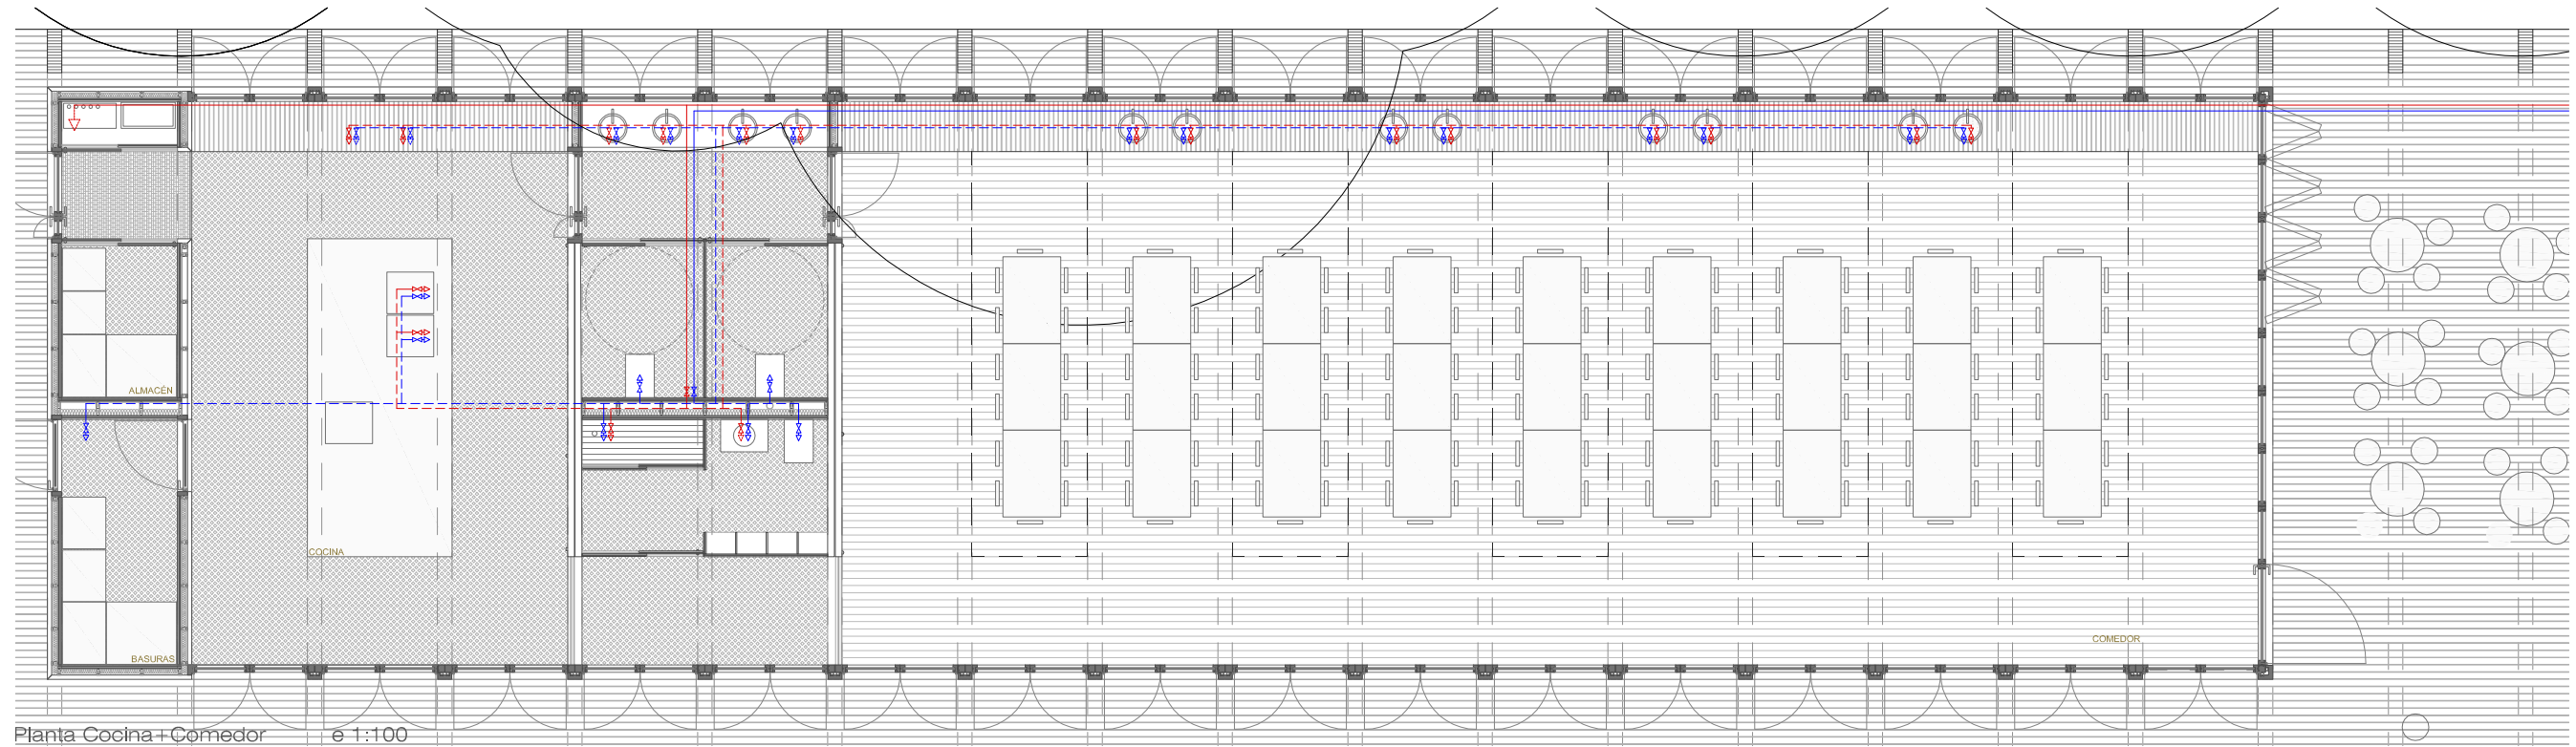 ALMACÉN
COCINA
COMEDOR
BASURAS
Planta Cocina+Comedor e 1:100